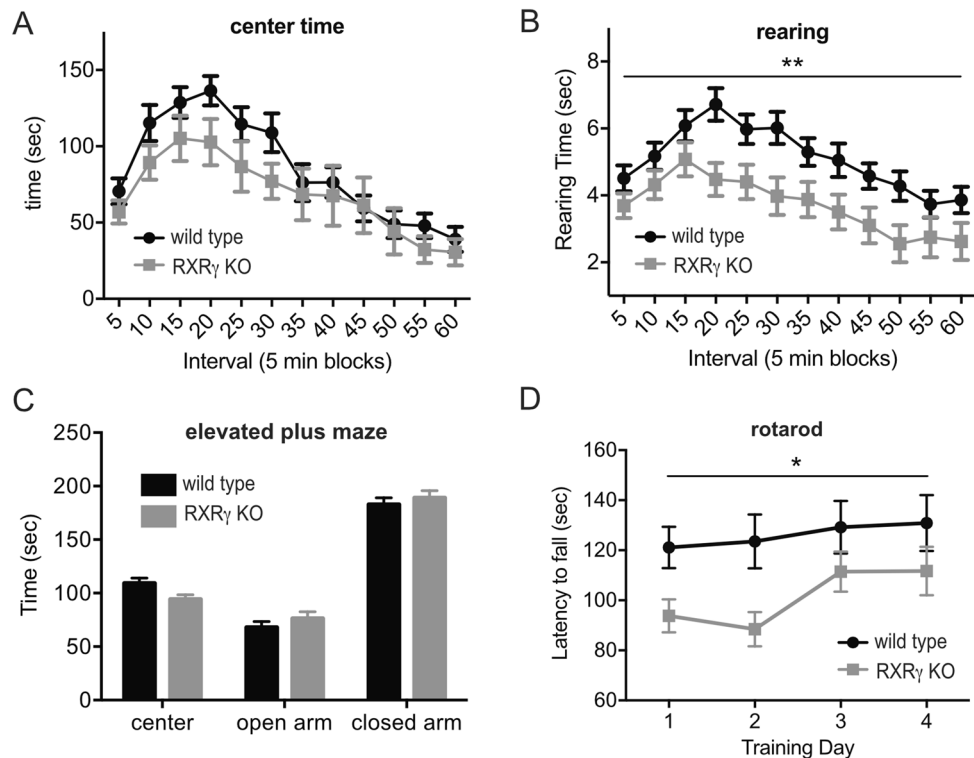 A
center time
time (sec)
150
100
50
0
wild type
RXRγ KO
5 10 15 20 25 30 35 40 45 50 55 60
Interval (5 min blocks)
B
rearing
**
Rearing Time (sec)
8
6
4
2
wild type
RXRγ KO
5 10 15 20 25 30 35 40 45 50 55 60
Interval (5 min blocks)
C
elevated plus maze
Time (sec)
250
200
150
100
50
0
wild type
RXRγ KO
center open arm closed arm
D
rotarod
*
Latency to fall (sec)
160
140
120
100
80
60
wild type
RXRγ KO
1 2 3 4
Training Day